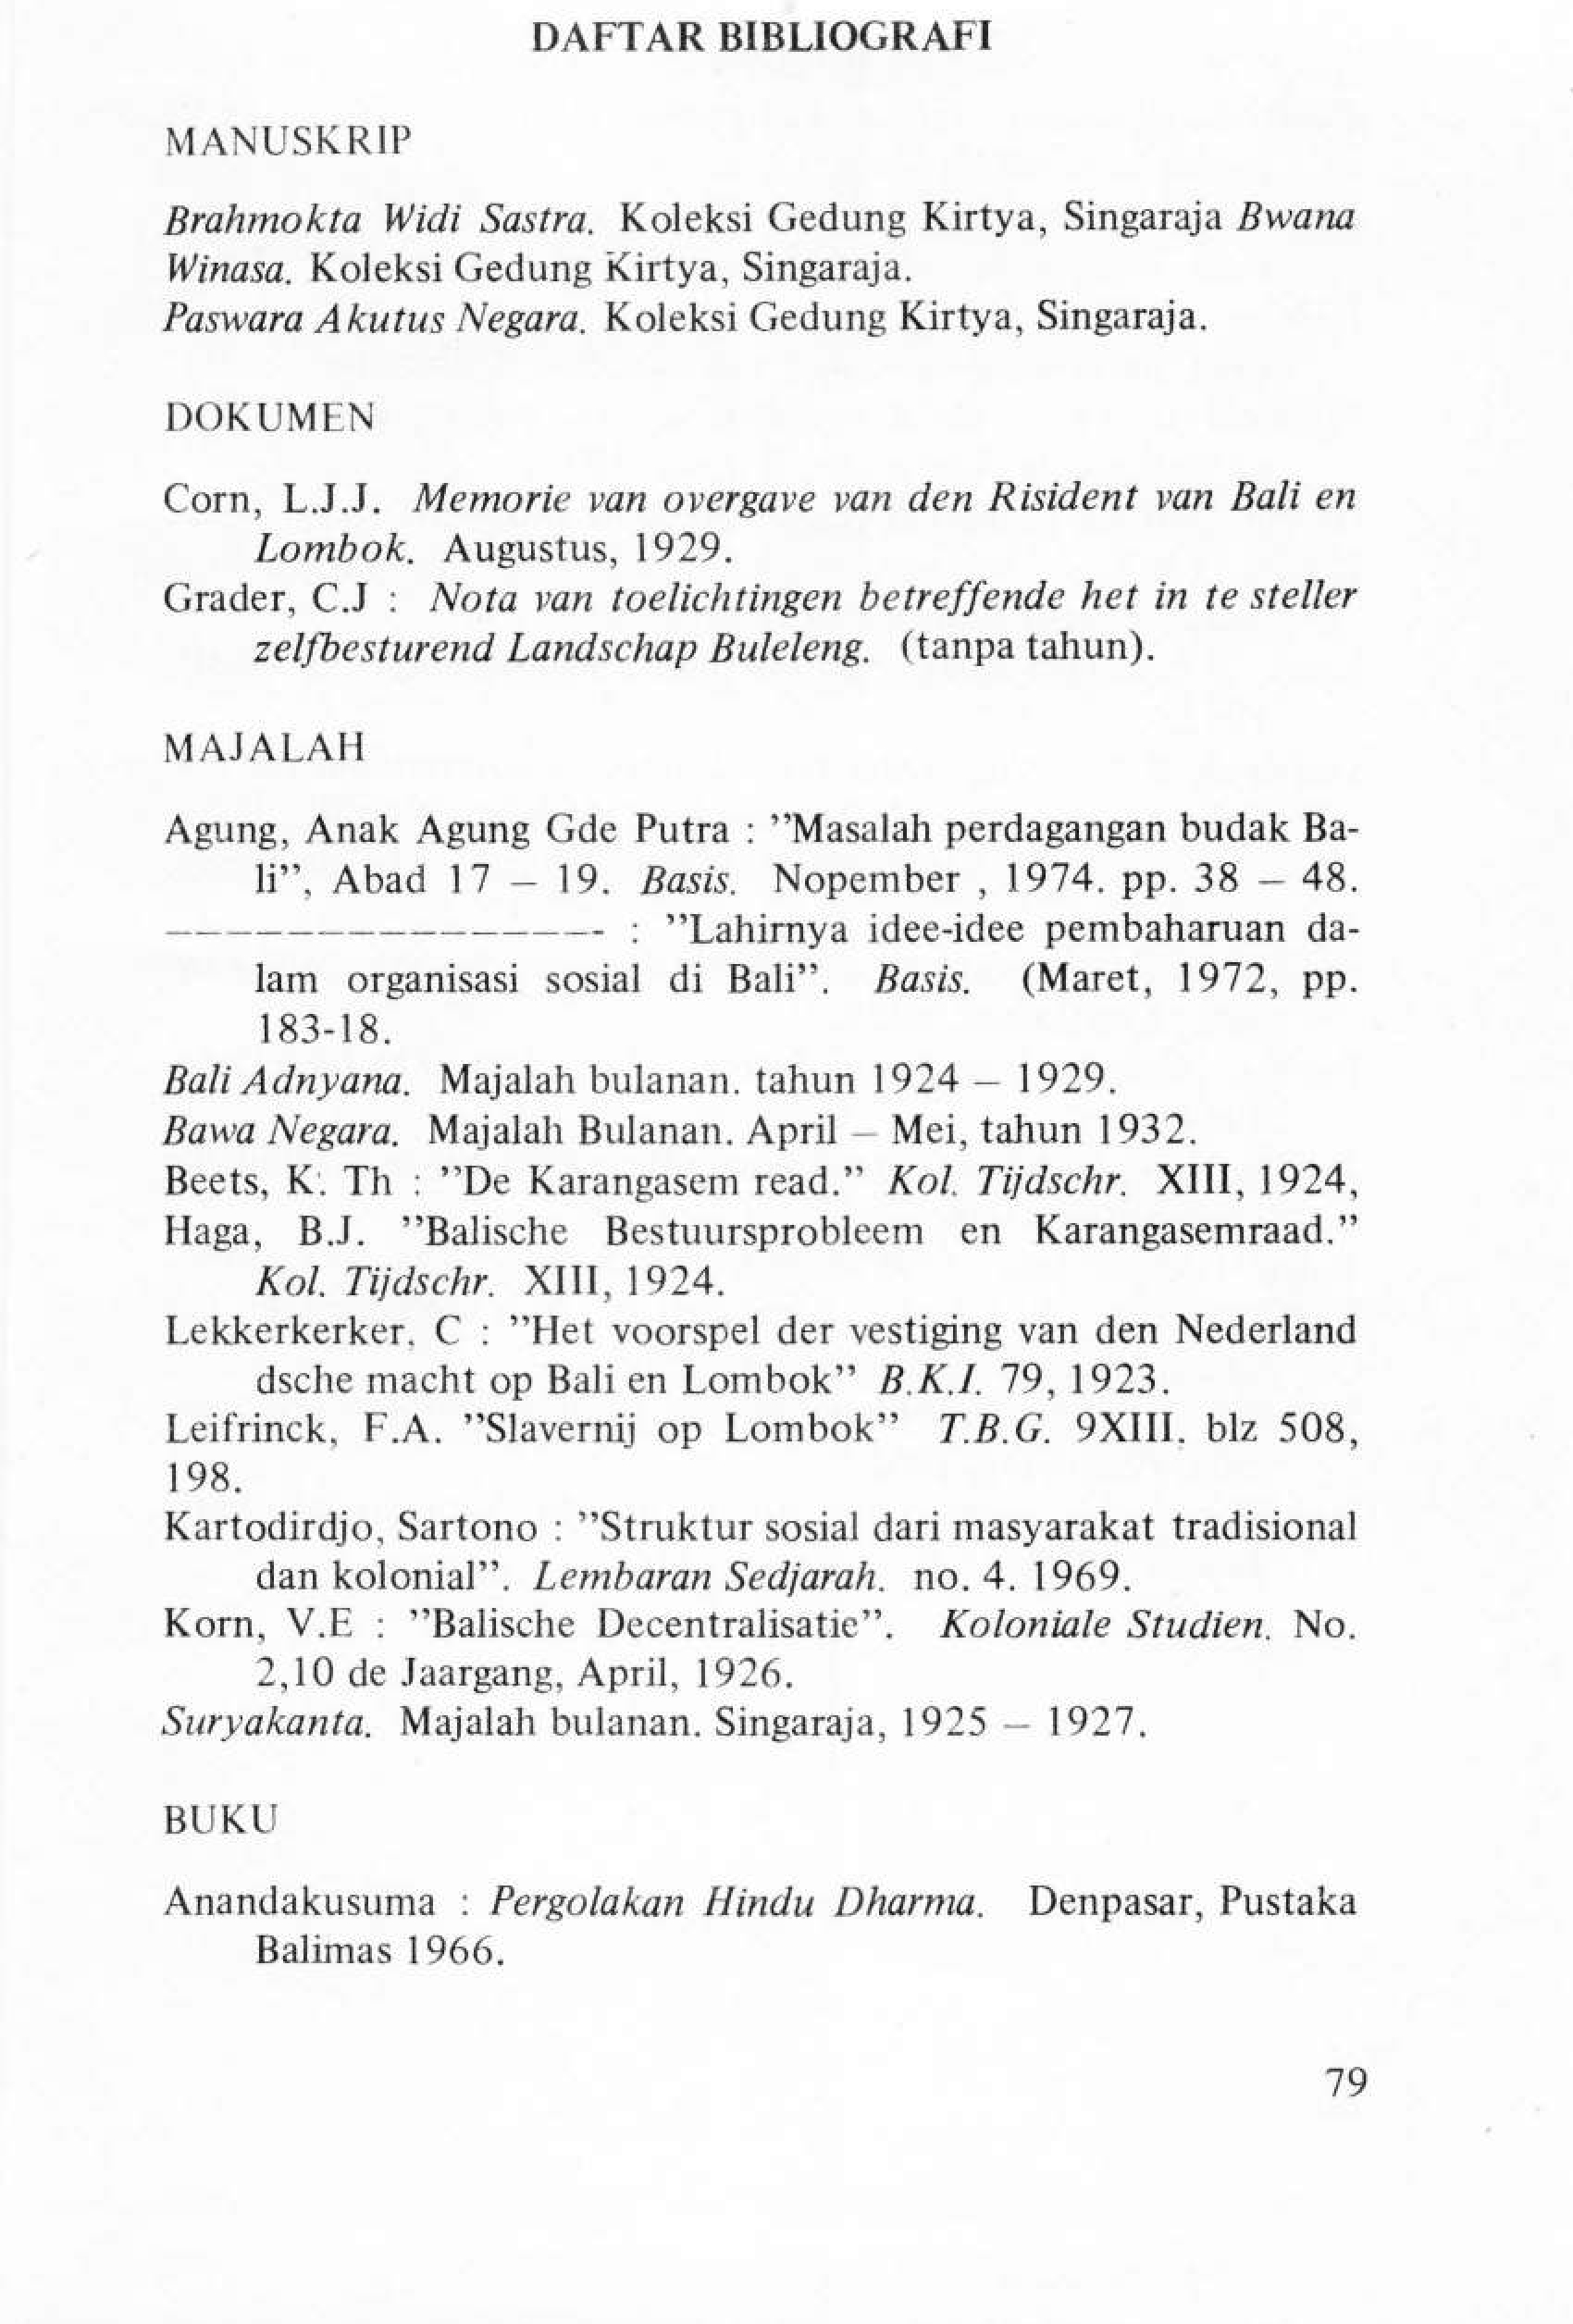 DAFTAR BIBLIOGRAFI
MANUSKRIP
Brahmokta Widi Sastra. Koleksi Gedung Kirtya, Singaraja Bwana
Winasa. Koleksi Gedung Kirtya, Singaraja.
Paswara Akutus Negara. Koleksi Gedung Kirtya, Singaraja.
DOKUMEN
Corn, L.J.J. Memorie van overgave van den Risident van Bali en
Lombok. Augustus, 1929.
Grader, C.J : Nota van toelichtingen betreffende het in te steller
zelfbesturend Landschap Buleleng. (tanpa tahun).
MAJALAH
Agung, Anak Agung Gde Putra : ”Masalah perdagangan budak Ba-
li”, Abad 17 – 19. Basis. Nopember , 1974. pp. 38 – 48.
--------------- : ”Lahirnya idee-idee pembaharuan da-
lam organisasi sosial di Bali”. Basis. (Maret, 1972, pp.
183-18.
Bali Adnyana. Majalah bulanan. tahun 1924 – 1929.
Bawa Negara. Majalah Bulanan. April – Mei, tahun 1932.
Beets, K. Th : ”De Karangasem read.” Kol. Tijdschr. XIII, 1924,
Haga, B.J. ”Balische Bestuursprobleem en Karangasemraad.”
Kol. Tijdschr. XIII, 1924.
Lekkerkerker, C : ”Het voorspel der vestiging van den Nederland
dsche macht op Bali en Lombok” B.K.I. 79, 1923.
Leifrinck, F.A. ”Slavernij op Lombok” T.B.G. 9XIII. blz 508,
198.
Kartodirdjo, Sartono : ”Struktur sosial dari masyarakat tradisional
dan kolonial”. Lembaran Sedjarah. no. 4. 1969.
Korn, V.E : ”Balische Decentralisatie”. Koloniale Studien. No.
2,10 de Jaargang, April, 1926.
Suryakanta. Majalah bulanan. Singaraja, 1925 – 1927.
BUKU
Anandakusuma : Pergolakan Hindu Dharma. Denpasar, Pustaka
Balimas 1966.
79